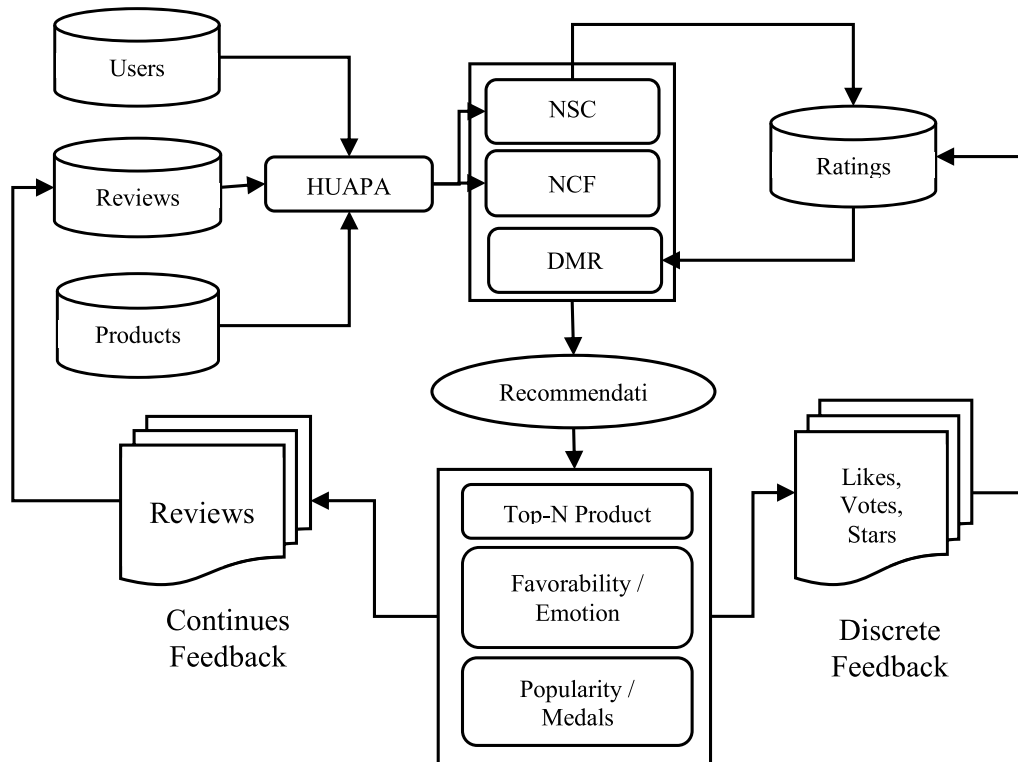 Users
NSC
Ratings
Reviews
HUAPA
NCF
DMR
Products
Recommendati
Reviews
Likes,
Votes,
Stars
Top-N Product
Favorability /
Emotion
Continues
Feedback
Discrete
Feedback
Popularity /
Medals